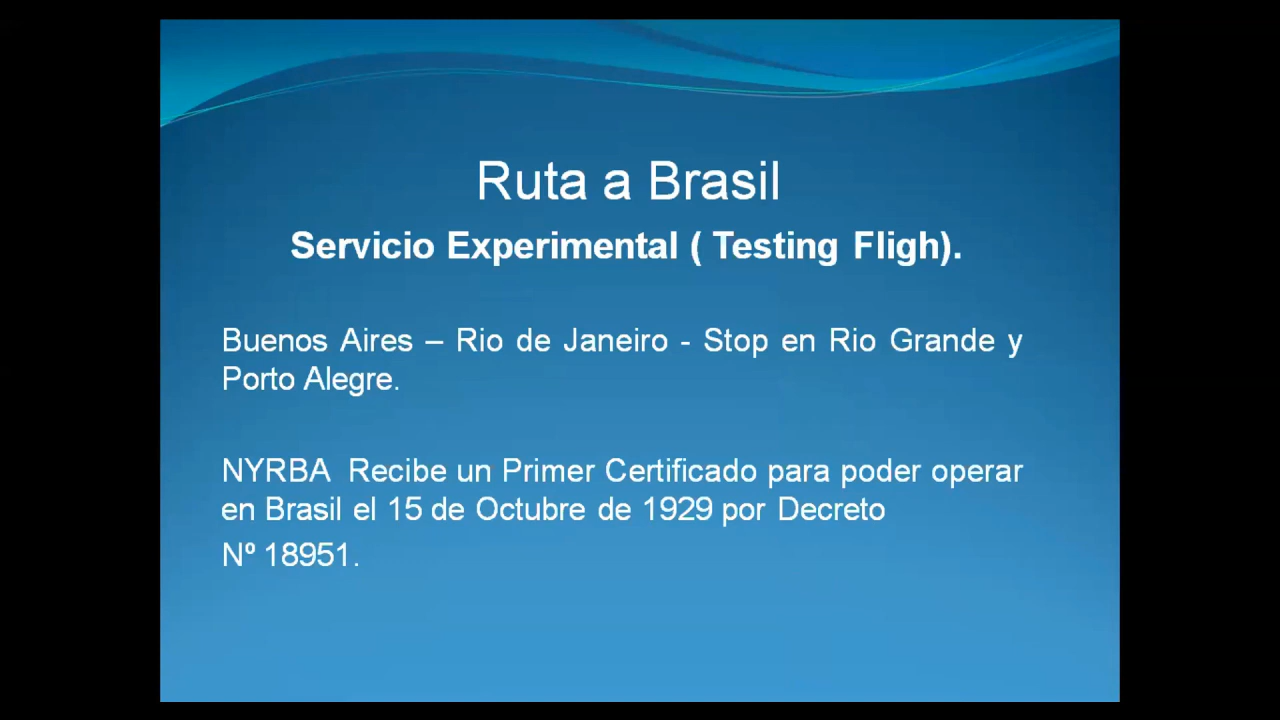 Ruta a Brasil
Servicio Experimental ( Testing Fligh).
Buenos Aires – Rio de Janeiro - Stop en Rio Grande y
Porto Alegre.
NYRBA  Recibe un Primer Certificado para poder operar
en Brasil el 15 de Octubre de 1929 por Decreto
Nº 18951.